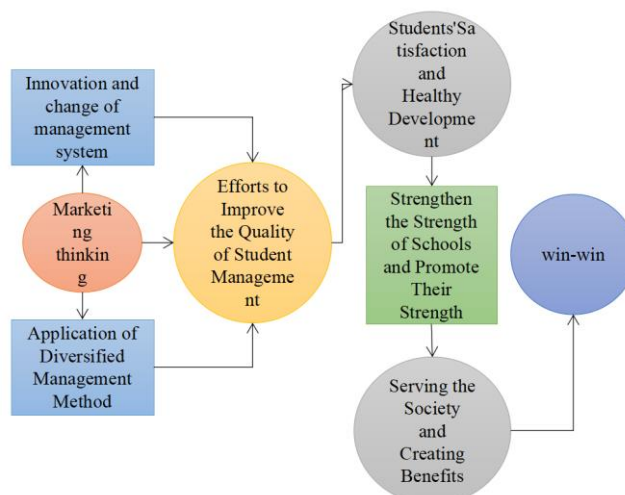 Innovation and
change of
management
system
Marketi
ng
thinkin
g
Application of
Diversified
Management
Method
Efforts to
Improve
the Quality
of Student
Manageme
nt
Students'Sa
tisfaction
and
Healthy
Developme
nt
Strengthen
the Strength
of Schools
and Promote
Their
Strength
Serving the
Society
and
Creating
Benefits
win-win